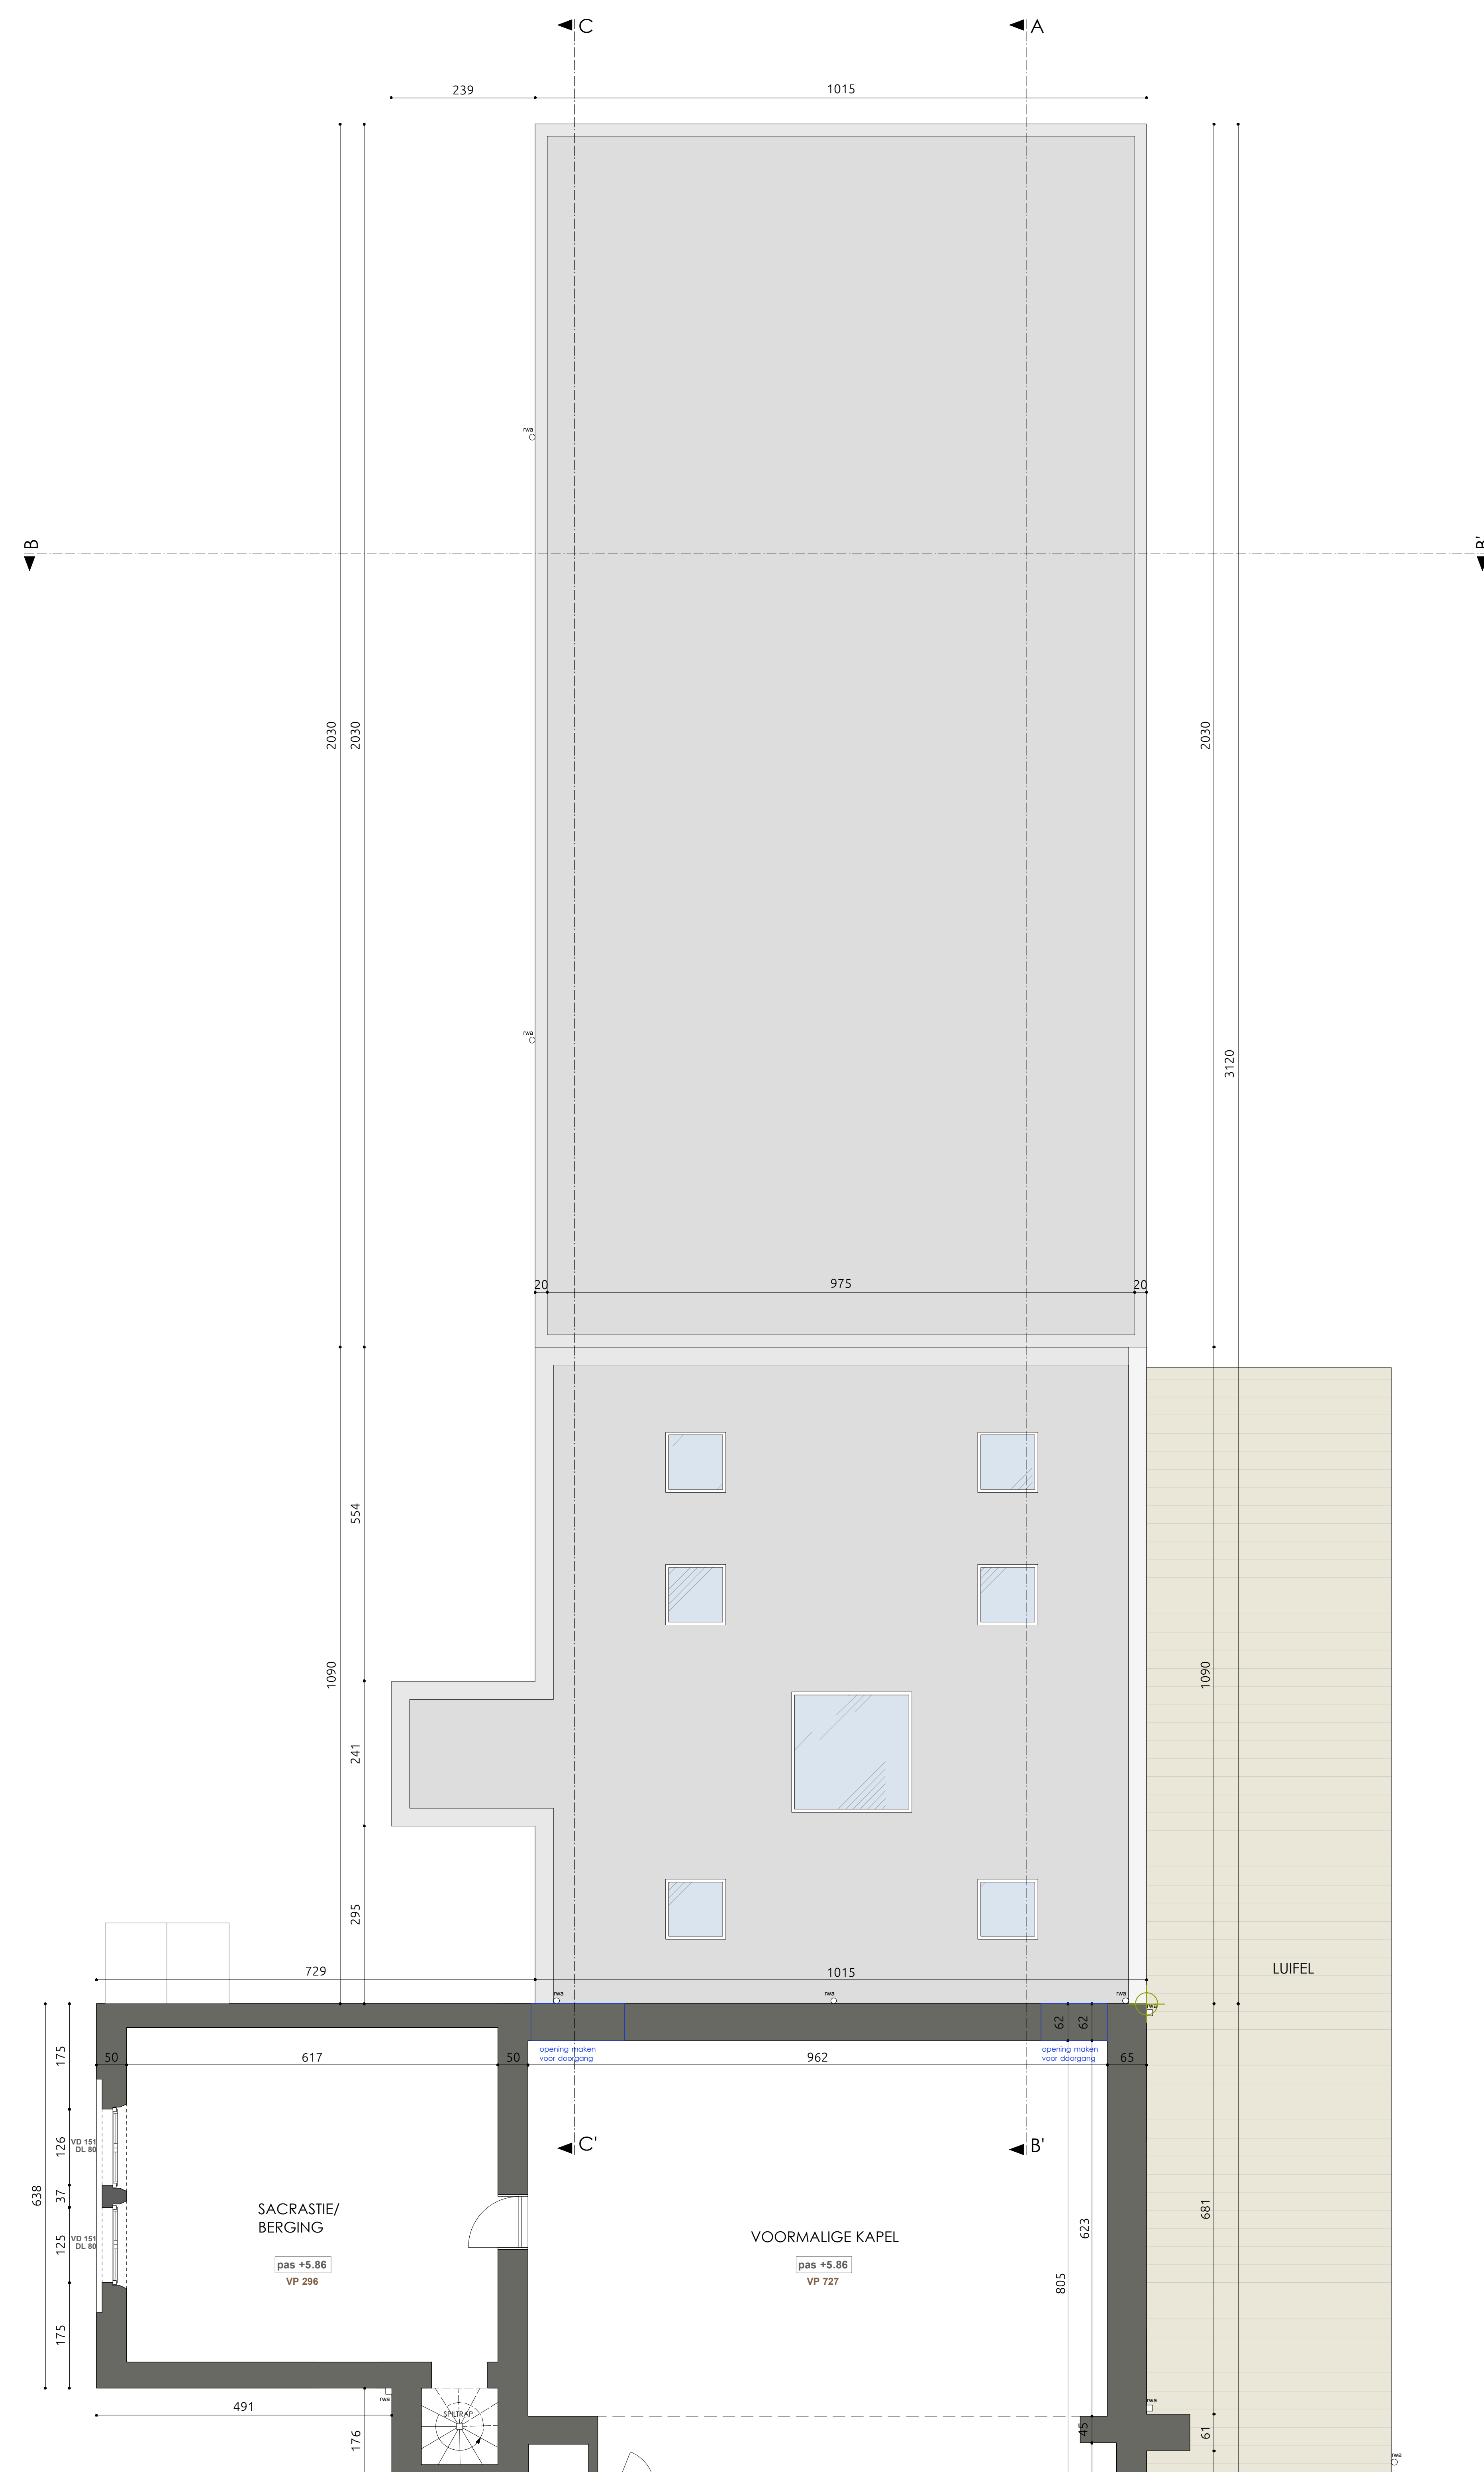 C
A
239
1015
rwa
B
B'
2030
2030
2030
rwa
3120
20
975
20
554
1090
1090
241
295
LUIFEL
729
1015
rwa
rwa
rwa
rwa
62
62
opening maken
voor doorgang
opening maken
voor doorgang
175
50
617
50
962
65
C'
B'
126
VD 151
DL 80
638
37
681
SACRASTIE/
BERGING
623
VOORMALIGE KAPEL
125
VD 151
DL 80
pas +5.86
VP 296
pas +5.86
VP 727
805
175
rwa
rwa
491
SPILTRAP
176
45
61
rwa